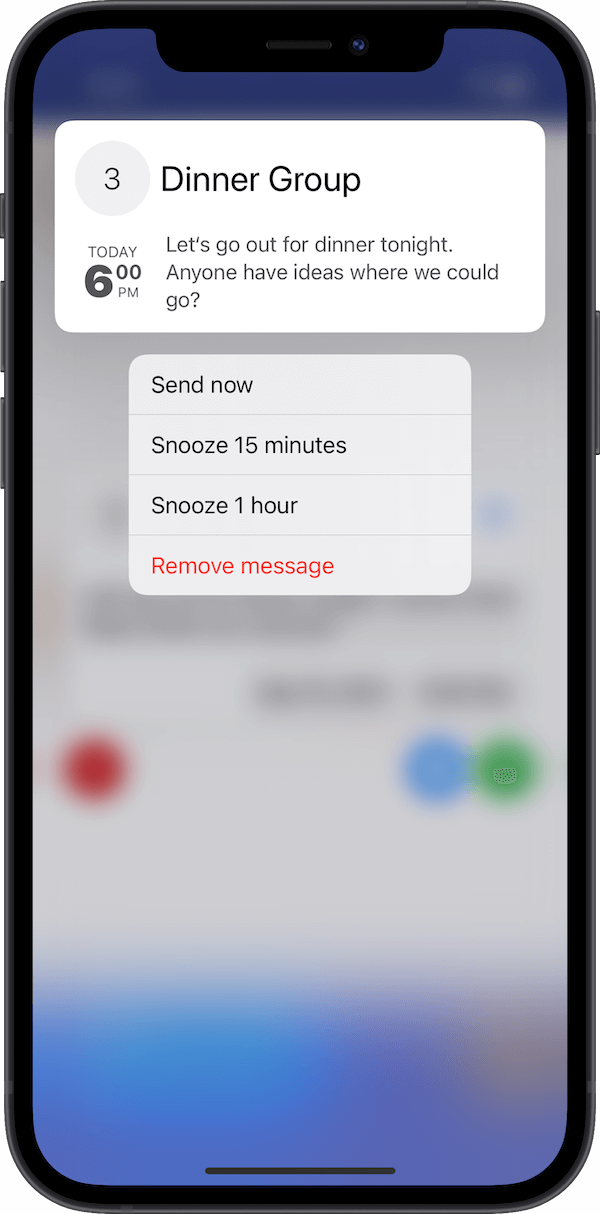 3
Dinner Group
TODAY
6 00
PM
Let's go out for dinner tonight.
Anyone have ideas where we could
go?
Send now
Snooze 15 minutes
Snooze 1 hour
Remove message